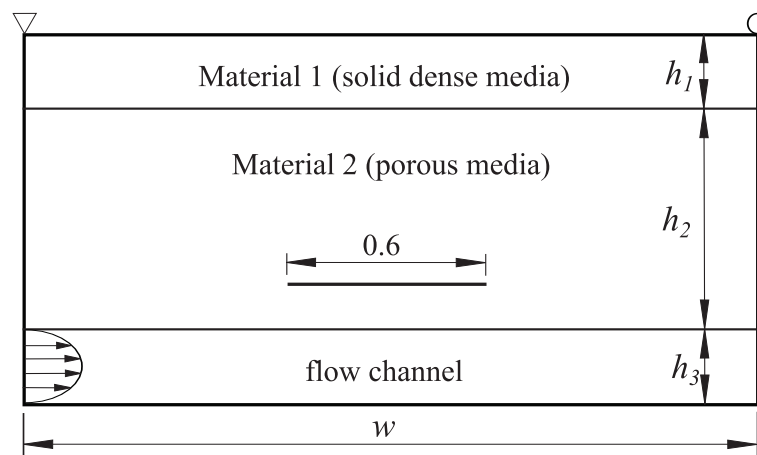 Material 1 (solid dense media)
h₁
Material 2 (porous media)
h₂
0.6
flow channel
h₃
w